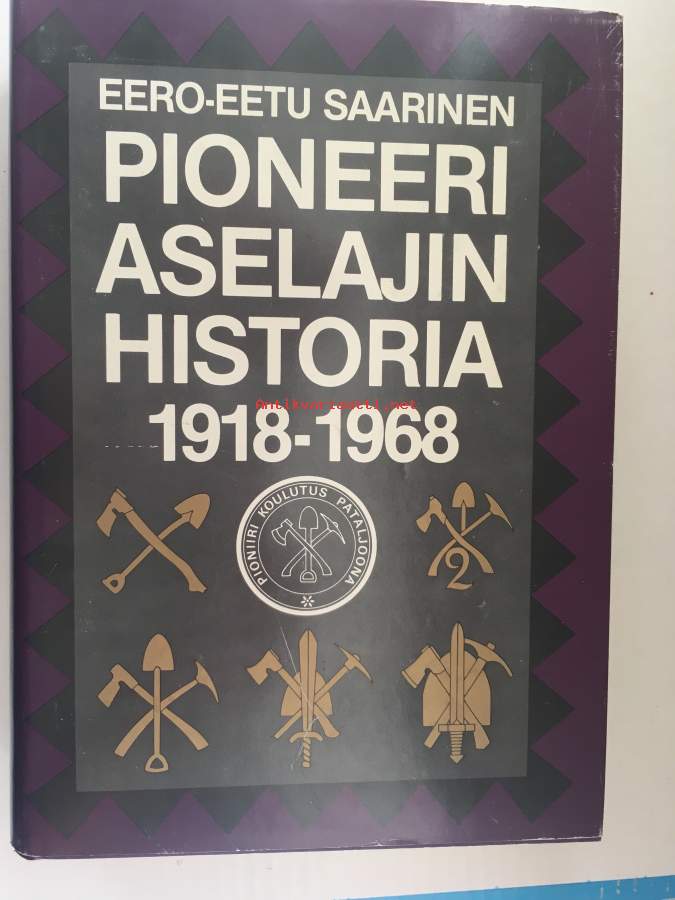 EERO-EETU SAARINEN
PIONEERI
ASELAJIN
HISTORIA
Antikvariaatti.net
1918-1968
PIONIIRI KOULUTUS PATALJOONA
2